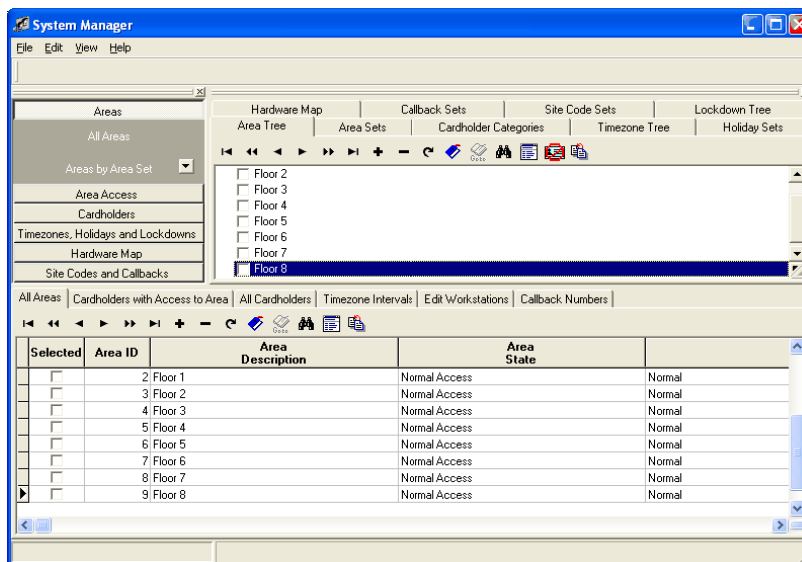 System Manager
File Edit View Help
Areas
All Areas
Areas by Area Set
Area Access
Cardholders
Timezones, Holidays and Lockdowns
Hardware Map
Site Codes and Callbacks
Hardware Map Callback Sets Site Code Sets Lockdown Tree
Area Tree Area Sets Cardholder Categories Timezone Tree Holiday Sets
Goto
Floor 2
Floor 3
Floor 4
Floor 5
Floor 6
Floor 7
Floor 8
All Areas Cardholders with Access to Area All Cardholders Timezone Intervals Edit Workstations Callback Numbers
Goto
Selected Area ID Area Description Area State
2 Floor 1 Normal Access Normal
3 Floor 2 Normal Access Normal
4 Floor 3 Normal Access Normal
5 Floor 4 Normal Access Normal
6 Floor 5 Normal Access Normal
7 Floor 6 Normal Access Normal
8 Floor 7 Normal Access Normal
9 Floor 8 Normal Access Normal